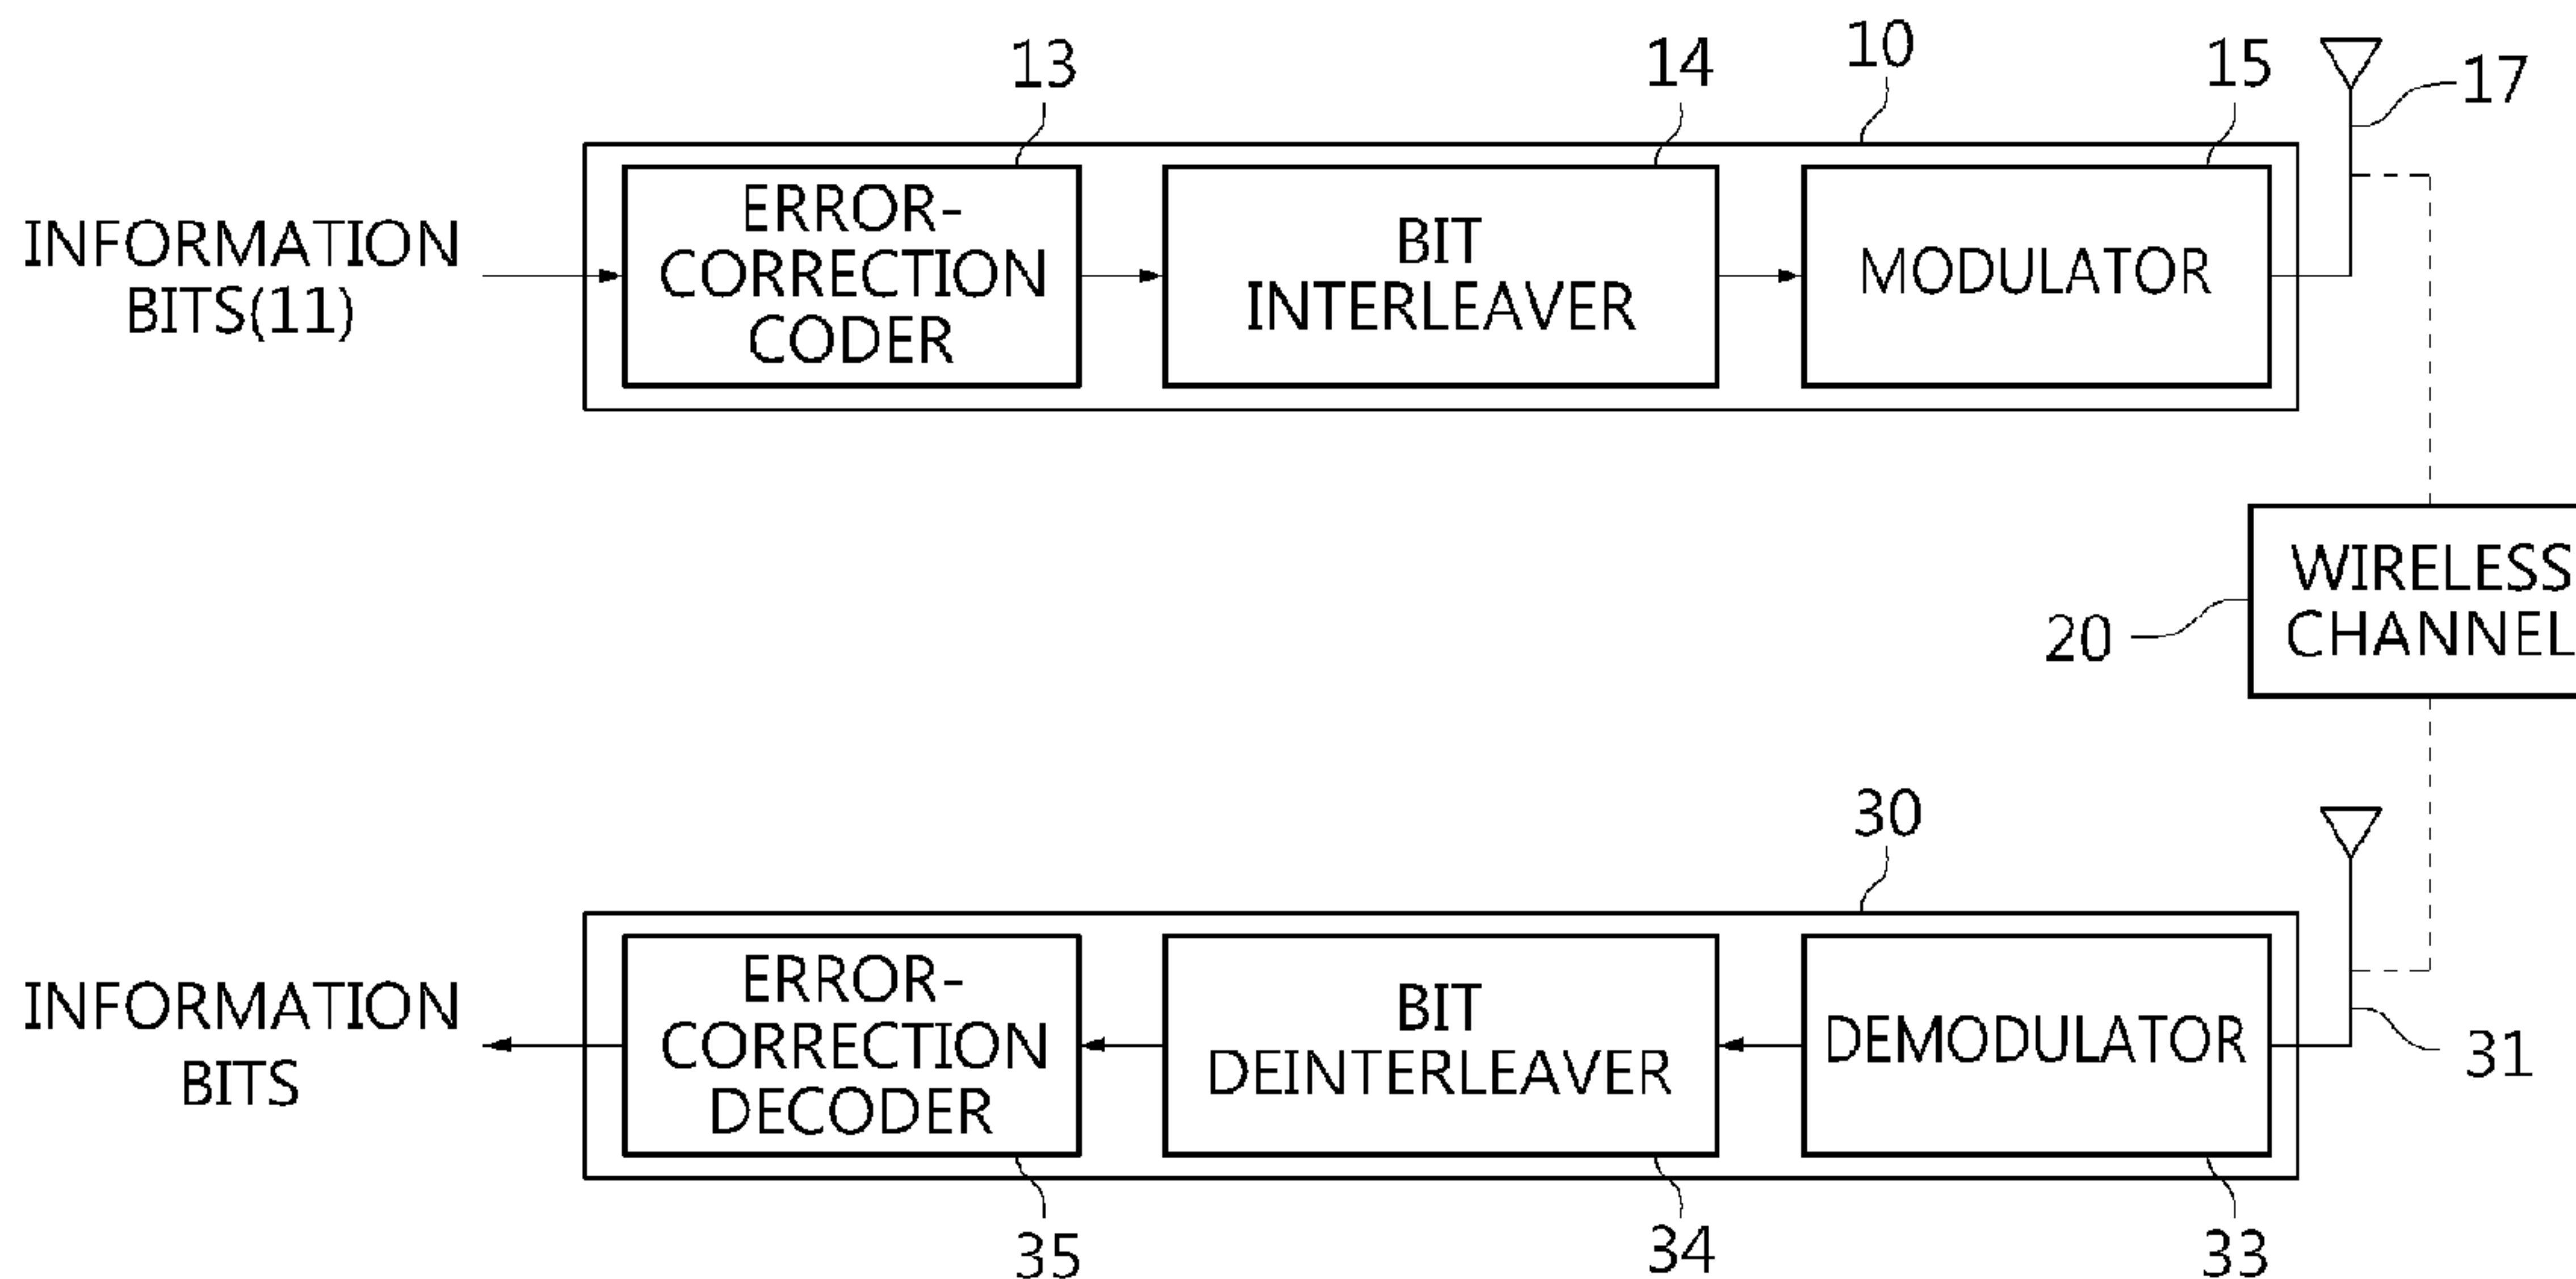 13
14
10
15
17
INFORMATION
BITS(11)
ERROR-
CORRECTION
CODER
BIT
INTERLEAVER
MODULATOR
WIRELESS
CHANNEL
20
30
INFORMATION
BITS
ERROR-
CORRECTION
DECODER
BIT
DEINTERLEAVER
DEMODULATOR
31
35
34
33